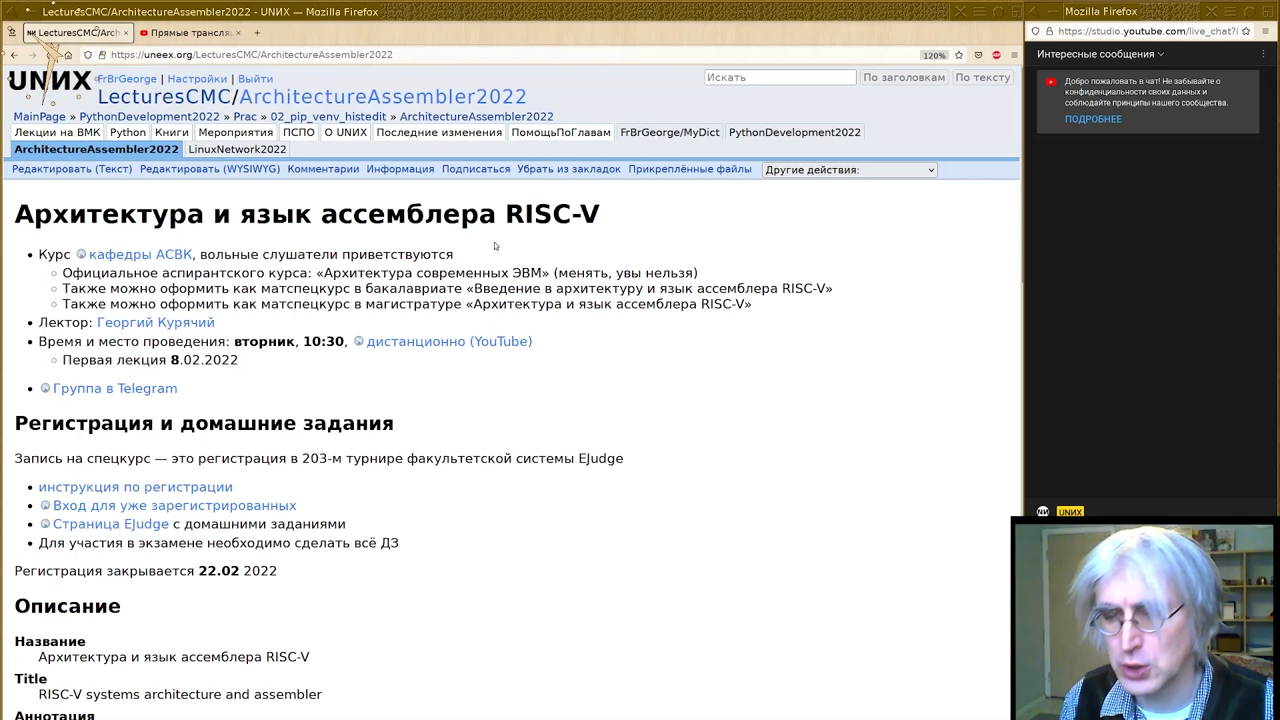 LecturesCMC/ArchitectureAssembler2022 - UNИX — Mozilla Firefox
Mozilla Firefox
LecturesCMC/Arch
Прямые трансля
https://uneex.org/LecturesCMC/ArchitectureAssembler2022
120%
https://studio.youtube.com/live_chat?i
UNИX
FrBrGeorge | Настройки | Выйти
Искать
По заголовкам
По тексту
LecturesCMC/ArchitectureAssembler2022
MainPage » PythonDevelopment2022 » Prac » 02_pip_venv_histedit » ArchitectureAssembler2022
Лекции на ВМК Python Книги Мероприятия ПСПО О UNИX Последние изменения ПомощьПоГлавам FrBrGeorge/MyDict PythonDevelopment2022
ArchitectureAssembler2022 LinuxNetwork2022
Редактировать (Текст) Редактировать (WYSIWYG) Комментарии Информация Подписаться Убрать из закладок Прикреплённые файлы Другие действия:
Архитектура и язык ассемблера RISC-V
Курс кафедры АСВК, вольные слушатели приветствуются
Официальное аспирантского курса: «Архитектура современных ЭВМ» (менять, увы нельзя)
Также можно оформить как матспецкурс в бакалавриате «Введение в архитектуру и язык ассемблера RISC-V»
Также можно оформить как матспецкурс в магистратуре «Архитектура и язык ассемблера RISC-V»
Лектор: Георгий Курячий
Время и место проведения: вторник, 10:30, дистанционно (YouTube)
Первая лекция 8.02.2022
Группа в Telegram
Регистрация и домашние задания
Запись на спецкурс — это регистрация в 203-м турнире факультетской системы EJudge
инструкция по регистрации
Вход для уже зарегистрированных
Страница EJudge с домашними заданиями
Для участия в экзамене необходимо сделать всё ДЗ
Регистрация закрывается 22.02 2022
Описание
Название
Архитектура и язык ассемблера RISC-V
Title
RISC-V systems architecture and assembler
Аннотация
Интересные сообщения
Добро пожаловать в чат! Не забывайте о
конфиденциальности своих данных и
соблюдайте принципы нашего сообщества.
ПОДРОБНЕЕ
UNИX